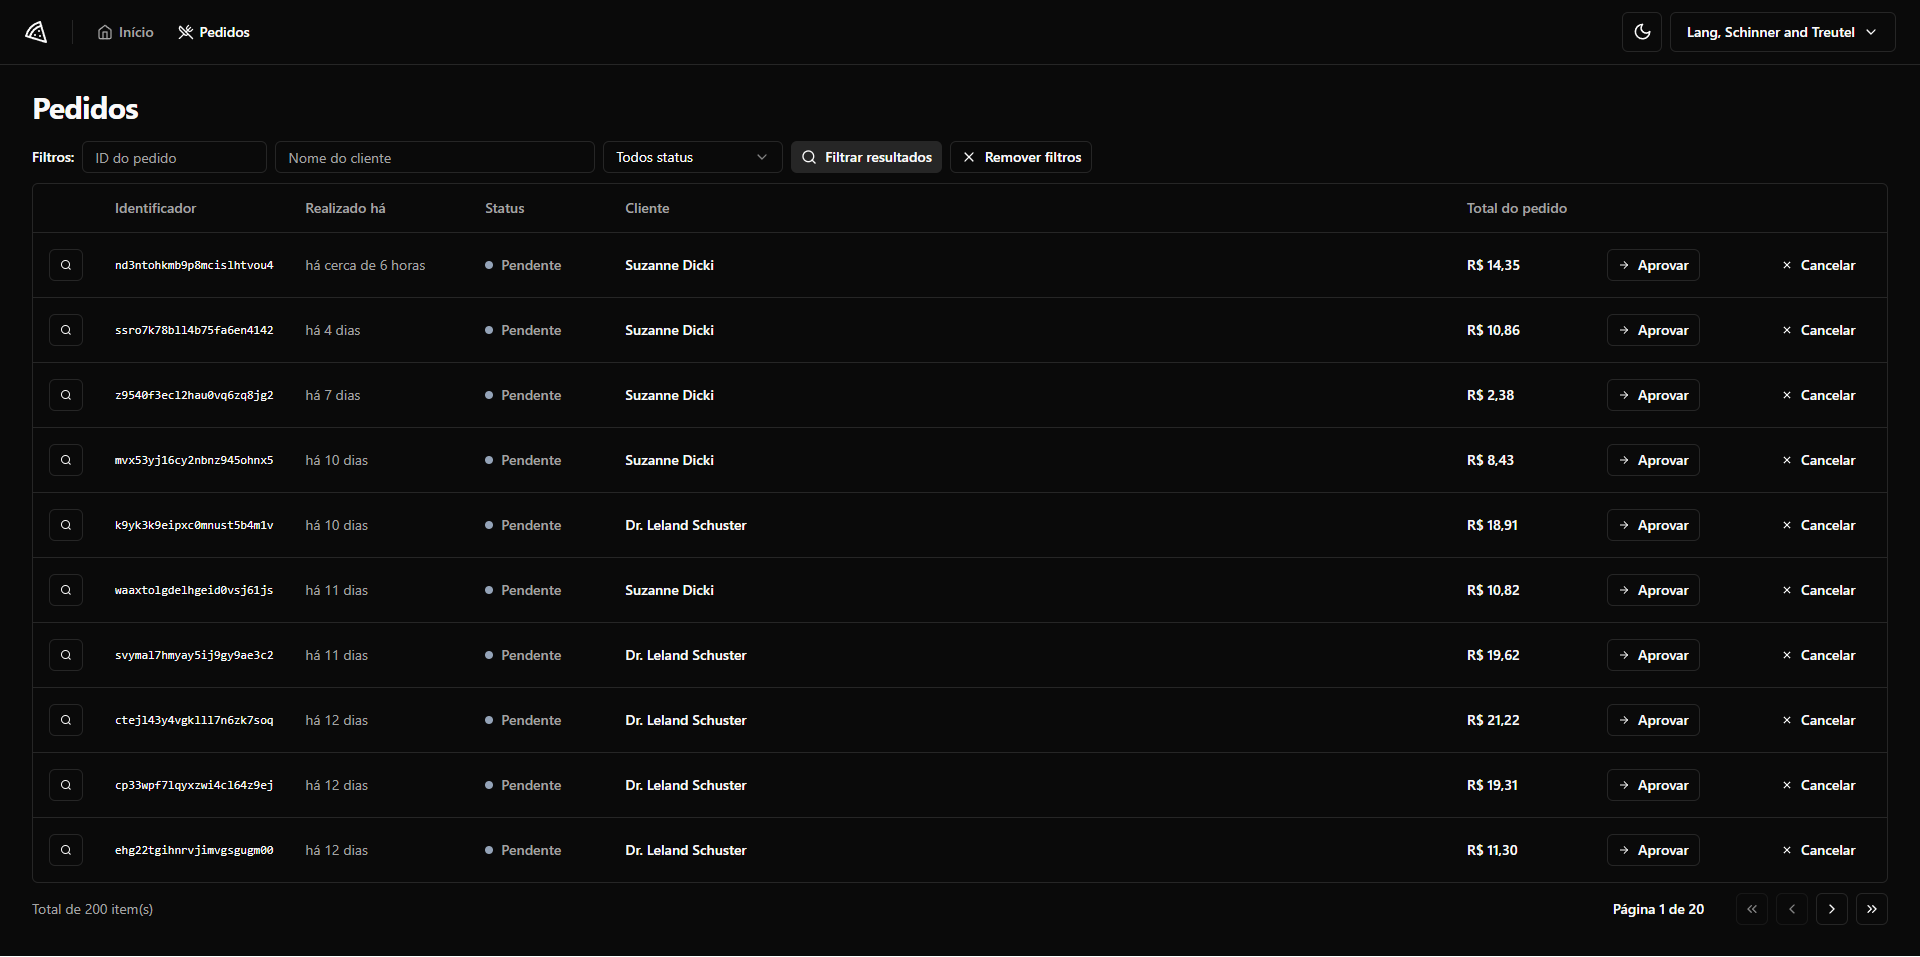 Início Pedidos Lang, Schinner and Treutel
Pedidos
Filtros: ID do pedido Nome do cliente Todos status Filtrar resultados Remover filtros
Identificador Realizado há Status Cliente Total do pedido
nd3ntohkmb9p8mcislhtvou4 há cerca de 6 horas Pendente Suzanne Dicki R$ 14,35 Aprovar Cancelar
ssro7k78bll4b75fa6en4142 há 4 dias Pendente Suzanne Dicki R$ 10,86 Aprovar Cancelar
z9540f3ecl2hau0vq6zq8jg2 há 7 dias Pendente Suzanne Dicki R$ 2,38 Aprovar Cancelar
mvx53yj16cy2nbnz945ohnx5 há 10 dias Pendente Suzanne Dicki R$ 8,43 Aprovar Cancelar
k9yk3k9eipxc0mnust5b4m1v há 10 dias Pendente Dr. Leland Schuster R$ 18,91 Aprovar Cancelar
waaxtolgdelhgeid0vsj61js há 11 dias Pendente Suzanne Dicki R$ 10,82 Aprovar Cancelar
svymal7hmyay5ij9gy9ae3c2 há 11 dias Pendente Dr. Leland Schuster R$ 19,62 Aprovar Cancelar
ctejl43y4vgklll7n6zk7soq há 12 dias Pendente Dr. Leland Schuster R$ 21,22 Aprovar Cancelar
cp33wpf7lqyxzwi4cl64z9ej há 12 dias Pendente Dr. Leland Schuster R$ 19,31 Aprovar Cancelar
ehg22tgihnrvjimvgsgugm00 há 12 dias Pendente Dr. Leland Schuster R$ 11,30 Aprovar Cancelar
Total de 200 item(s) Página 1 de 20